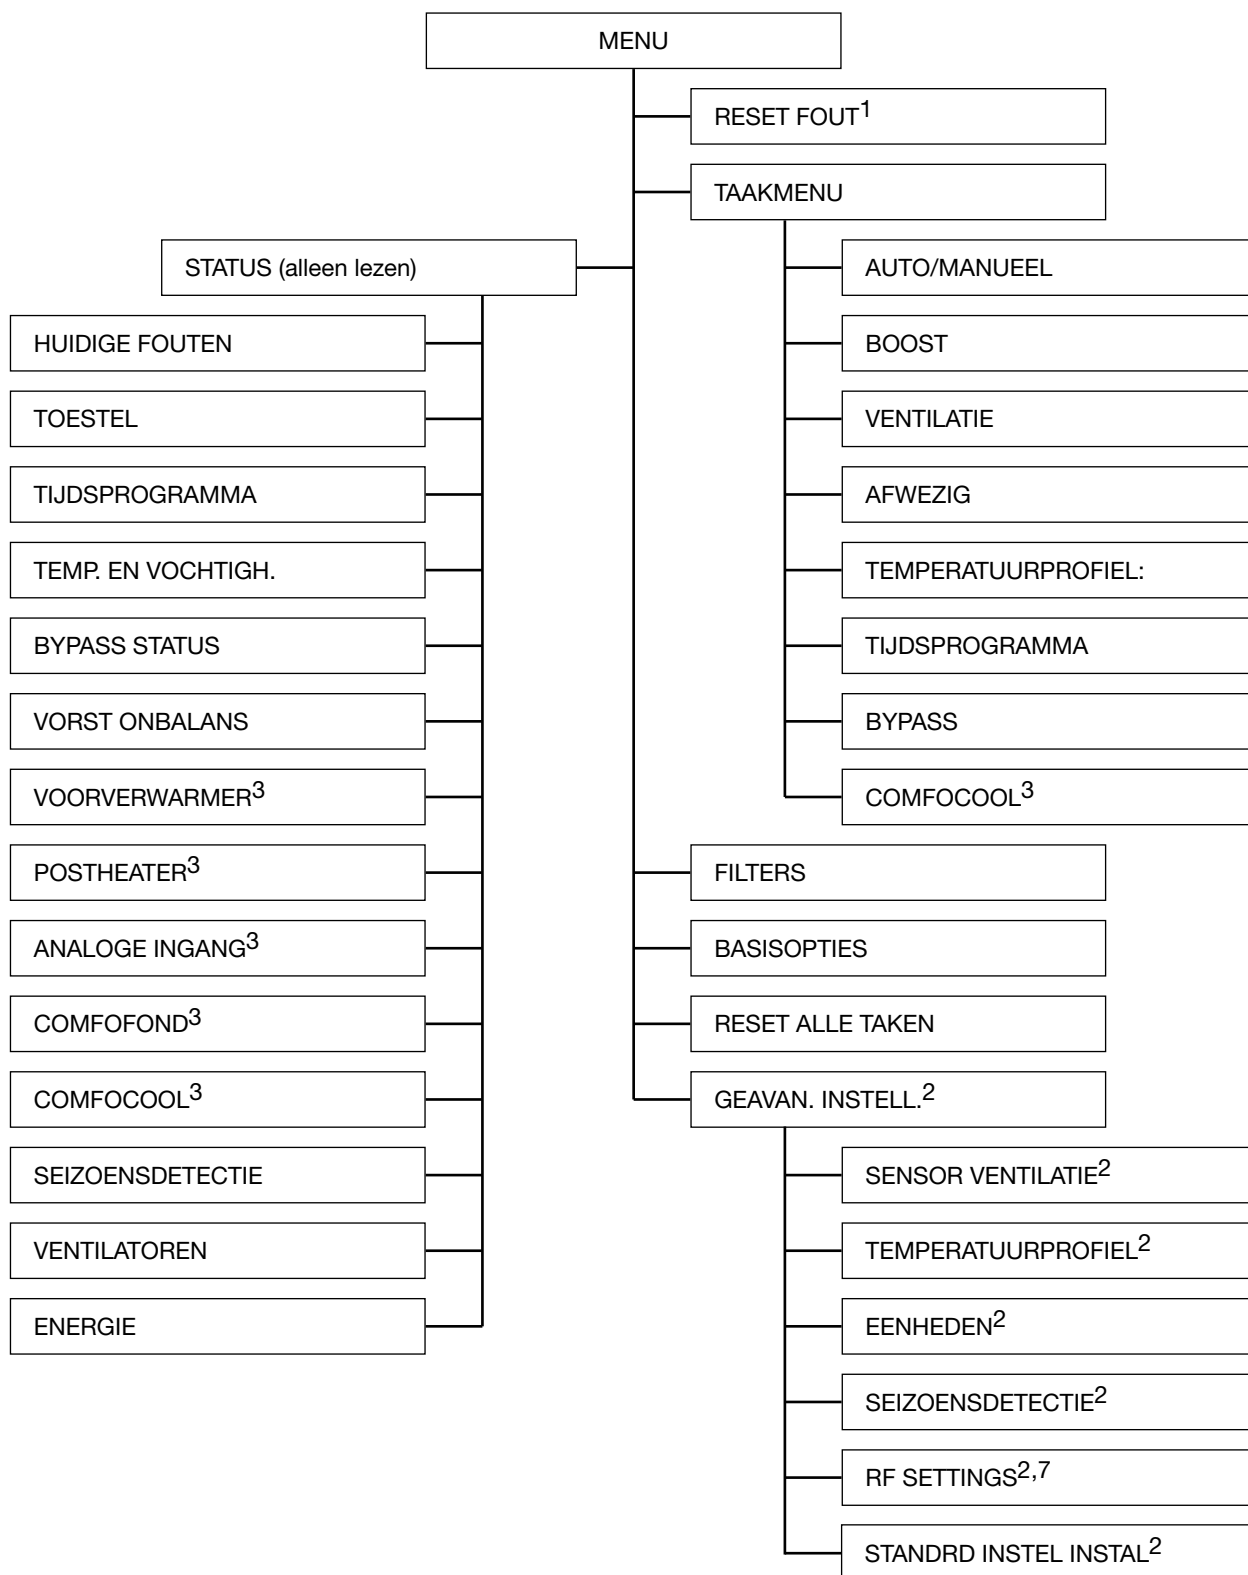 MENU
RESET FOUT1
TAAKMENU
STATUS (alleen lezen)
AUTO/MANUEEL
HUIDIGE FOUTEN
BOOST
TOESTEL
VENTILATIE
TIJDSPROGRAMMA
AFWEZIG
TEMP. EN VOCHTIGH.
TEMPERATUURPROFIEL:
BYPASS STATUS
TIJDSPROGRAMMA
VORST ONBALANS
BYPASS
VOORVERWARMER3
COMFOCOOL3
POSTHEATER3
FILTERS
ANALOGE INGANG3
BASISOPTIES
COMFOFOND3
RESET ALLE TAKEN
COMFOCOOL3
GEAVAN. INSTELL.2
SEIZOENSDETECTIE
SENSOR VENTILATIE2
VENTILATOREN
TEMPERATUURPROFIEL2
ENERGIE
EENHEDEN2
SEIZOENSDETECTIE2
RF SETTINGS2,7
STANDRD INSTEL INSTAL2